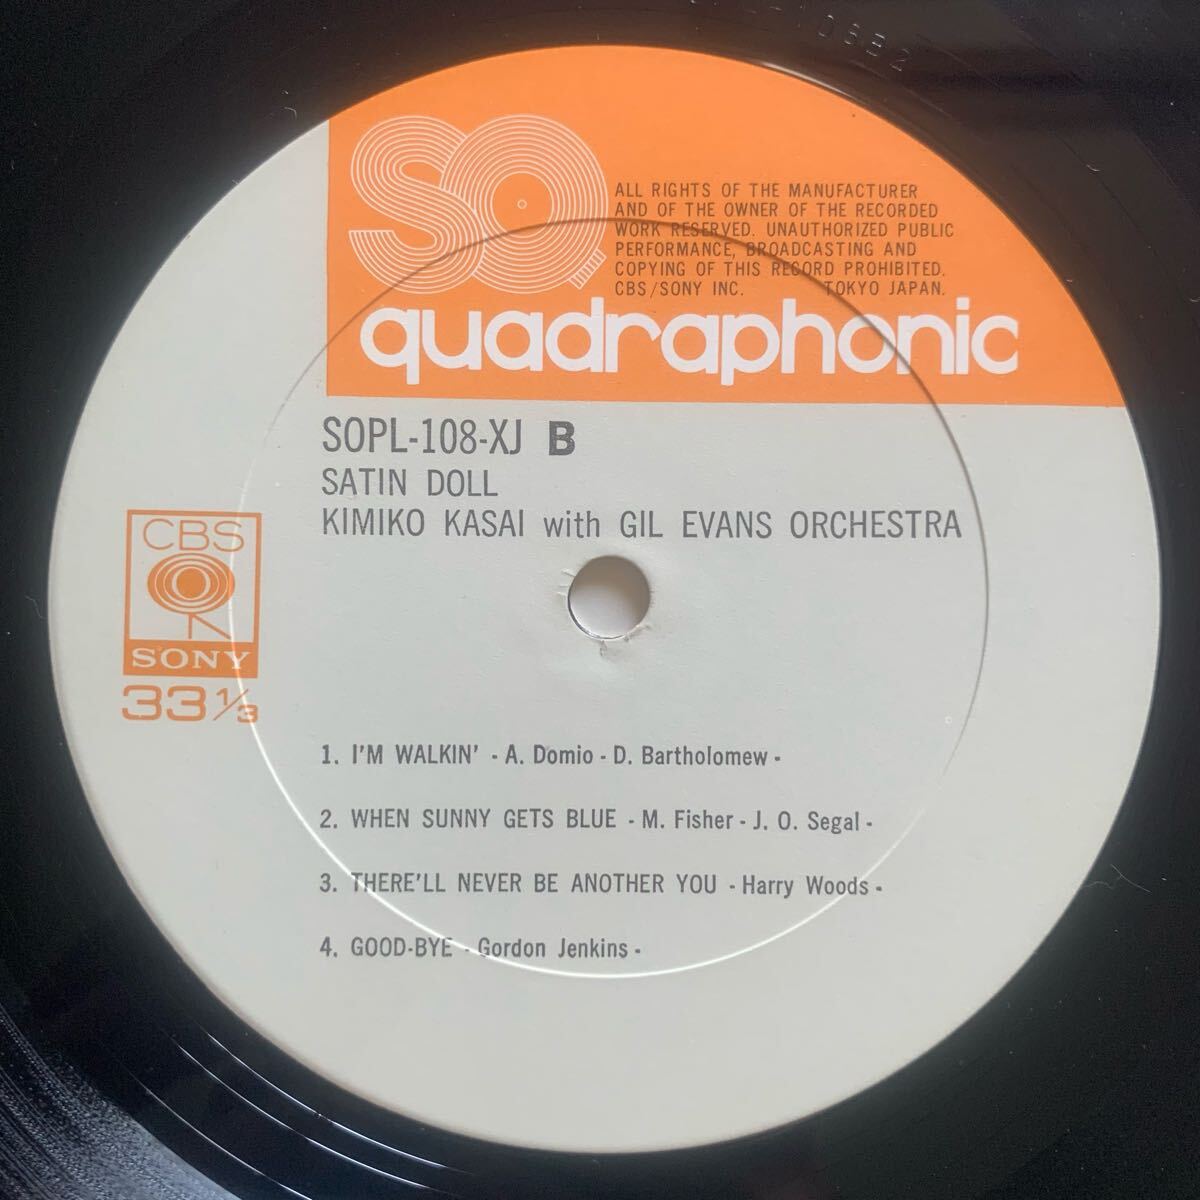 06B2
SQ
ALL RIGHTS OF THE MANUFACTURER
AND OF THE OWNER OF THE RECORDED
WORK RESERVED. UNAUTHORIZED PUBLIC
PERFORMANCE, BROADCASTING AND
COPYING OF THIS RECORD PROHIBITED.
CBS/SONY INC. TOKYO JAPAN.
quadraphonic
SOPL-108-XJ B
SATIN DOLL
KIMIKO KASAI with GIL EVANS ORCHESTRA
CBS
SONY
33 1/3
1. I'M WALKIN' - A. Domio - D. Bartholomew -
2. WHEN SUNNY GETS BLUE - M. Fisher - J. O. Segal -
3. THERE'LL NEVER BE ANOTHER YOU - Harry Woods -
4. GOOD-BYE - Gordon Jenkins -